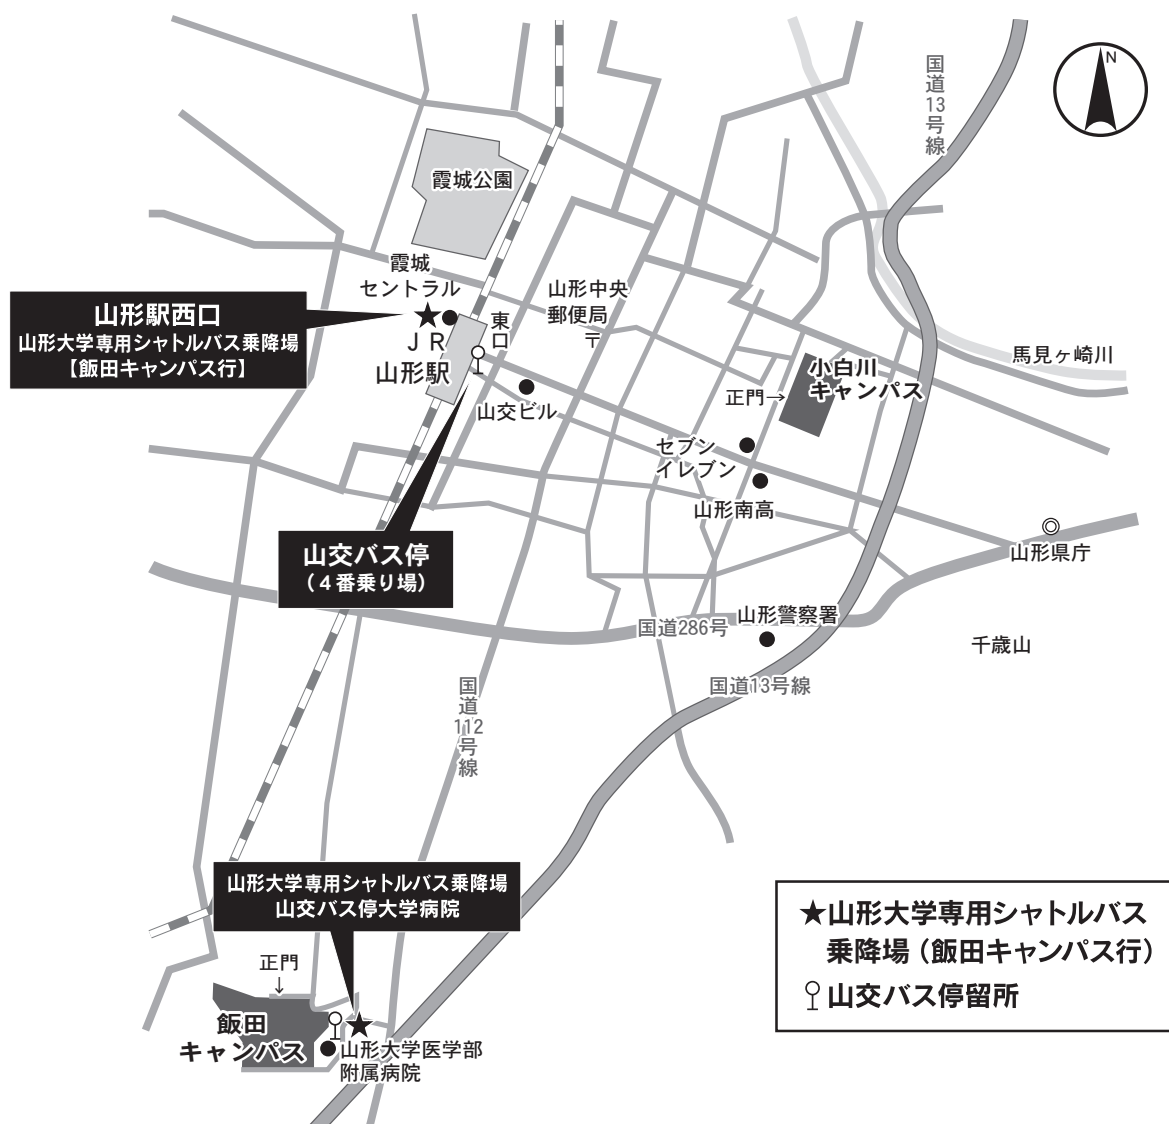 N
国道13号線
霞城公園
霞城
セントラル
山形駅西口
山形大学専用シャトルバス乗降場
【飯田キャンパス行】
★
JR
山形駅
東口
山形中央
郵便局
〒
山交ビル
小白川
キャンパス
正門→
馬見ヶ崎川
セブン
イレブン
山形南高
山交バス停
（4番乗り場）
◎
山形県庁
山形警察署
国道286号
千歳山
国道13号線
国道112号線
山形大学専用シャトルバス乗降場
山交バス停大学病院
正門
↓
飯田
キャンパス
★
山形大学医学部
附属病院
★山形大学専用シャトルバス
乗降場（飯田キャンパス行）
山交バス停留所